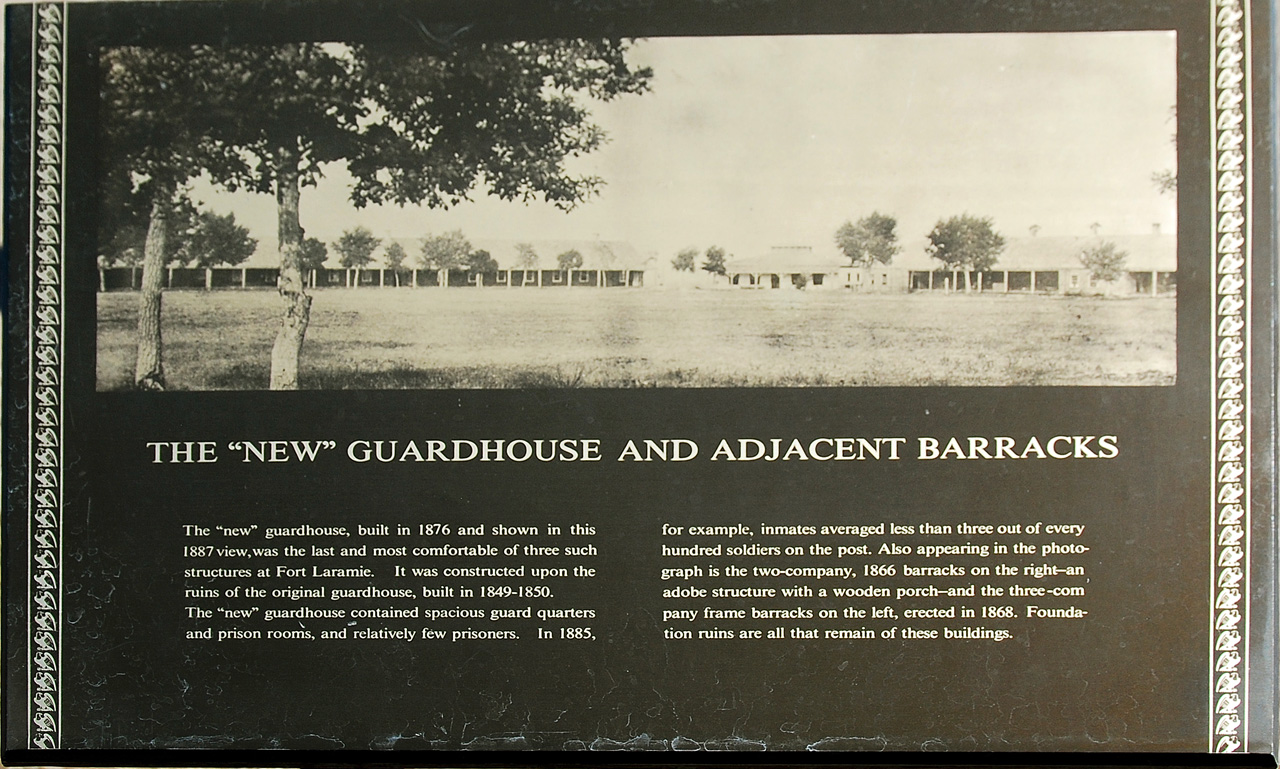 THE “NEW” GUARDHOUSE AND ADJACENT BARRACKS
The “new” guardhouse, built in 1876 and shown in this
1887 view, was the last and most comfortable of three such
structures at Fort Laramie. It was constructed upon the
ruins of the original guardhouse, built in 1849-1850.
The “new” guardhouse contained spacious guard quarters
and prison rooms, and relatively few prisoners. In 1885,
for example, inmates averaged less than three out of every
hundred soldiers on the post. Also appearing in the photo-
graph is the two-company, 1866 barracks on the right—an
adobe structure with a wooden porch—and the three-com
pany frame barracks on the left, erected in 1868. Founda-
tion ruins are all that remain of these buildings.